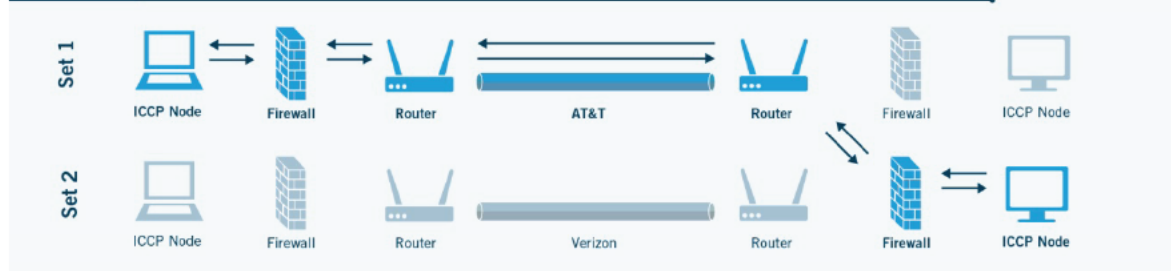 Set 1
ICCP Node Firewall Router AT&T Router Firewall ICCP Node
Set 2
ICCP Node Firewall Router Verizon Router Firewall ICCP Node